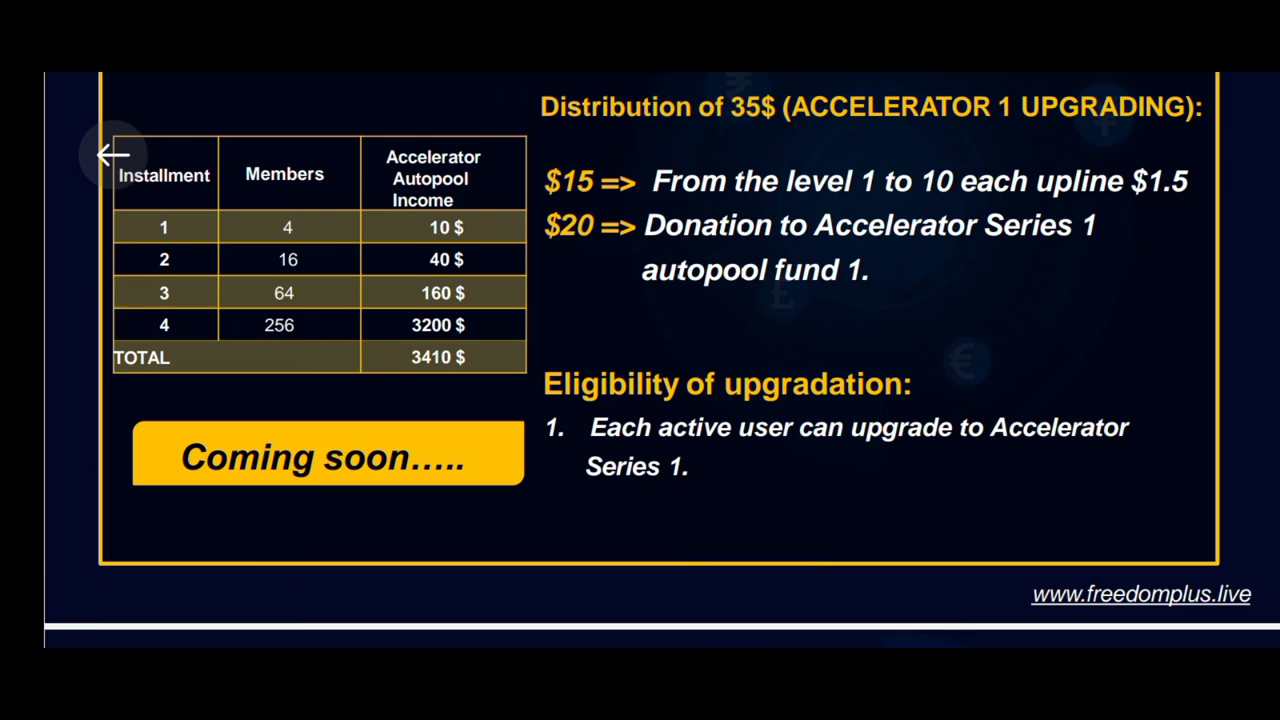 Distribution of 35$ (ACCELERATOR 1 UPGRADING):
Installment Members Accelerator Autopool Income
1 4 10 $
2 16 40 $
3 64 160 $
4 256 3200 $
TOTAL 3410 $
Coming soon.....
$15 => From the level 1 to 10 each upline $1.5
$20 => Donation to Accelerator Series 1
autopool fund 1.
Eligibility of upgradation:
1. Each active user can upgrade to Accelerator
Series 1.
www.freedomplus.live